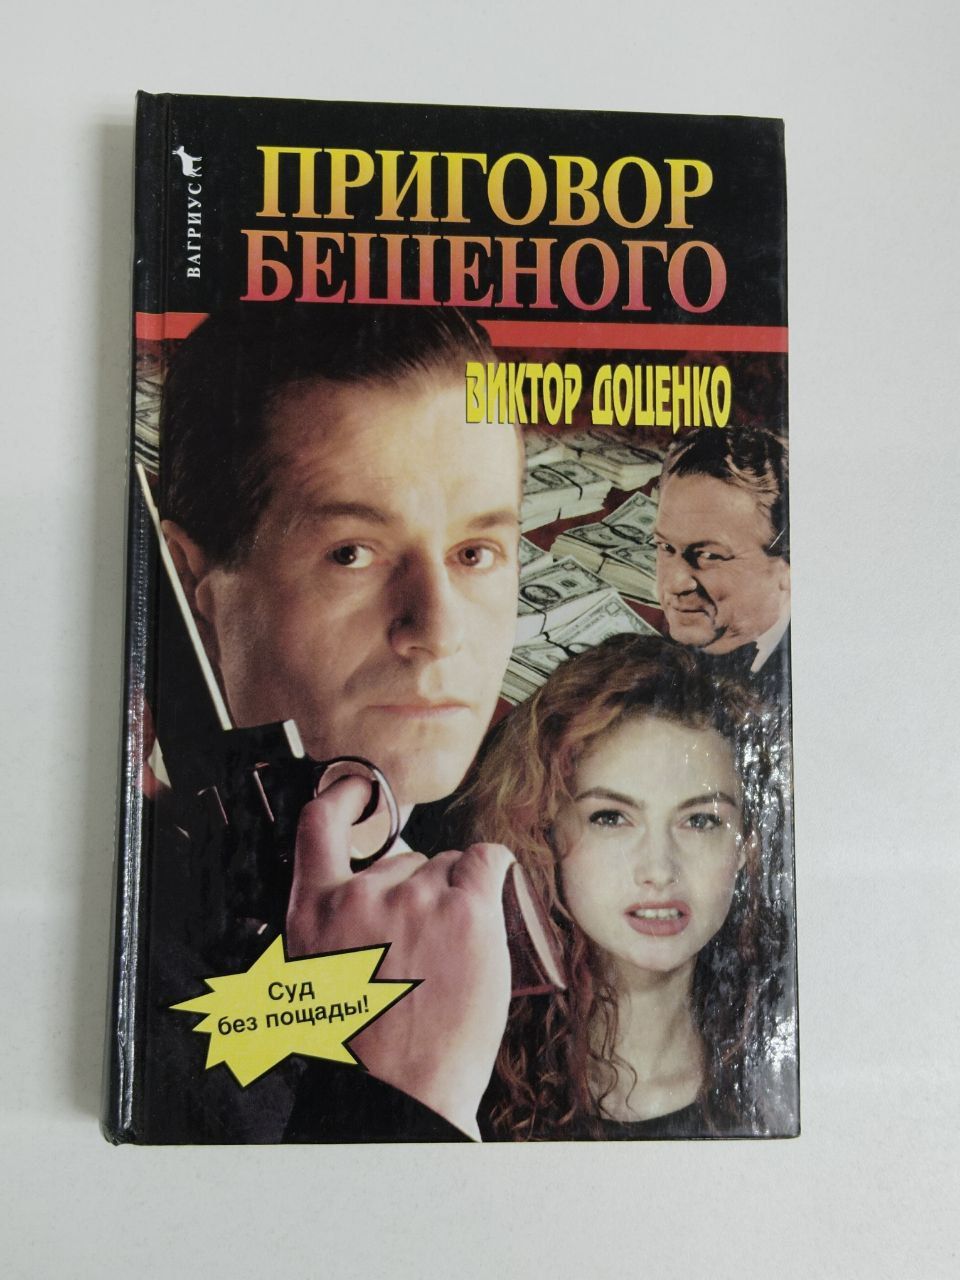 ВАГРИУС
ПРИГОВОР
БЕШЕНОГО
ВИКТОР ДОЦЕНКО
Суд
без пощады!